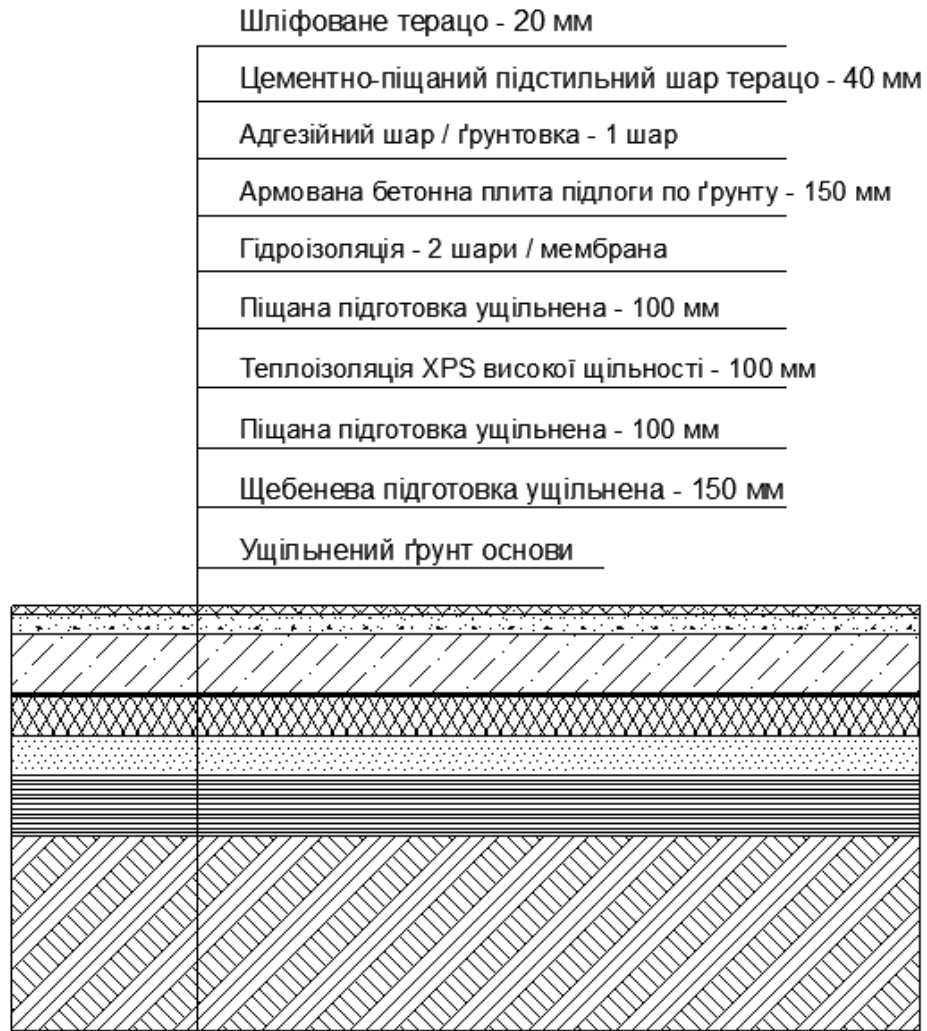 Шліфоване терацо - 20 мм
Цементно-піщаний підстильний шар терацо - 40 мм
Адгезійний шар / ґрунтовка - 1 шар
Армована бетонна плита підлоги по ґрунту - 150 мм
Гідроізоляція - 2 шари / мембрана
Піщана підготовка ущільнена - 100 мм
Теплоізоляція XPS високої щільності - 100 мм
Піщана підготовка ущільнена - 100 мм
Щебенева підготовка ущільнена - 150 мм
Ущільнений ґрунт основи